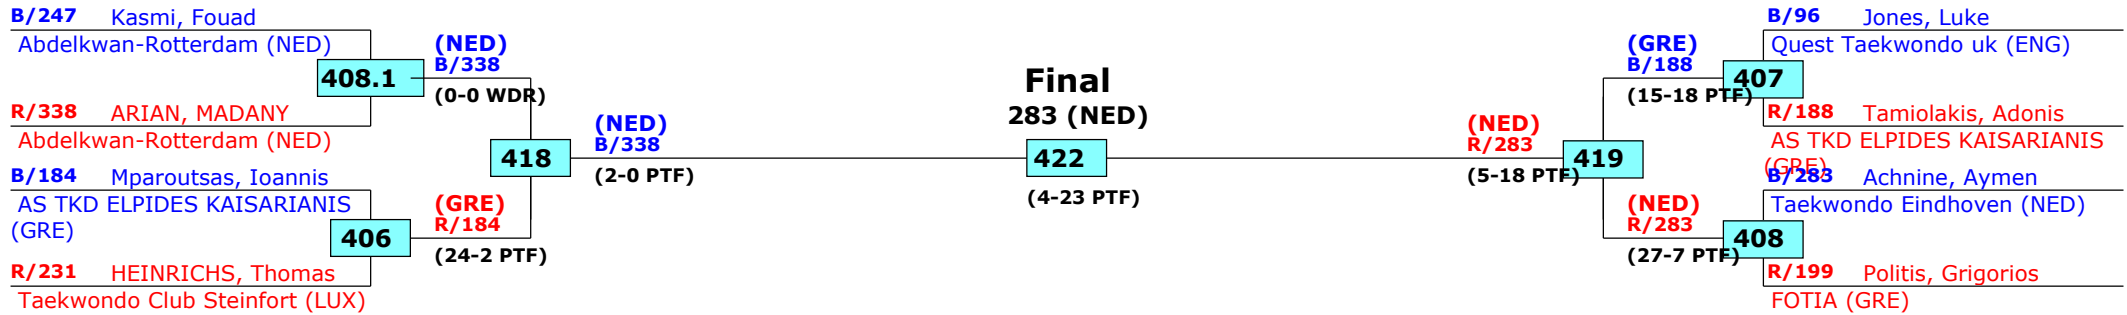 B/247 Kasmi, Fouad
Abdelkwan-Rotterdam (NED)
408.1
R/338 ARIAN, MADANY
Abdelkwan-Rotterdam (NED)
(NED)
B/338
(0-0 WDR)
B/184 Mparoutsas, Ioannis
AS TKD ELPIDES KAISARIANIS
(GRE)
406
R/231 HEINRICHS, Thomas
Taekwondo Club Steinfort (LUX)
(GRE)
R/184
(24-2 PTF)
418
(NED)
B/338
(2-0 PTF)
Final
283 (NED)
422
(4-23 PTF)
(NED)
R/283
(5-18 PTF)
419
(GRE)
B/188
(15-18 PTF)
407
B/96 Jones, Luke
Quest Taekwondo uk (ENG)
R/188 Tamiolakis, Adonis
AS TKD ELPIDES KAISARIANIS
(GRE)
(NED)
R/283
(27-7 PTF)
408
B/283 Achnine, Aymen
Taekwondo Eindhoven (NED)
R/199 Politis, Grigorios
FOTIA (GRE)